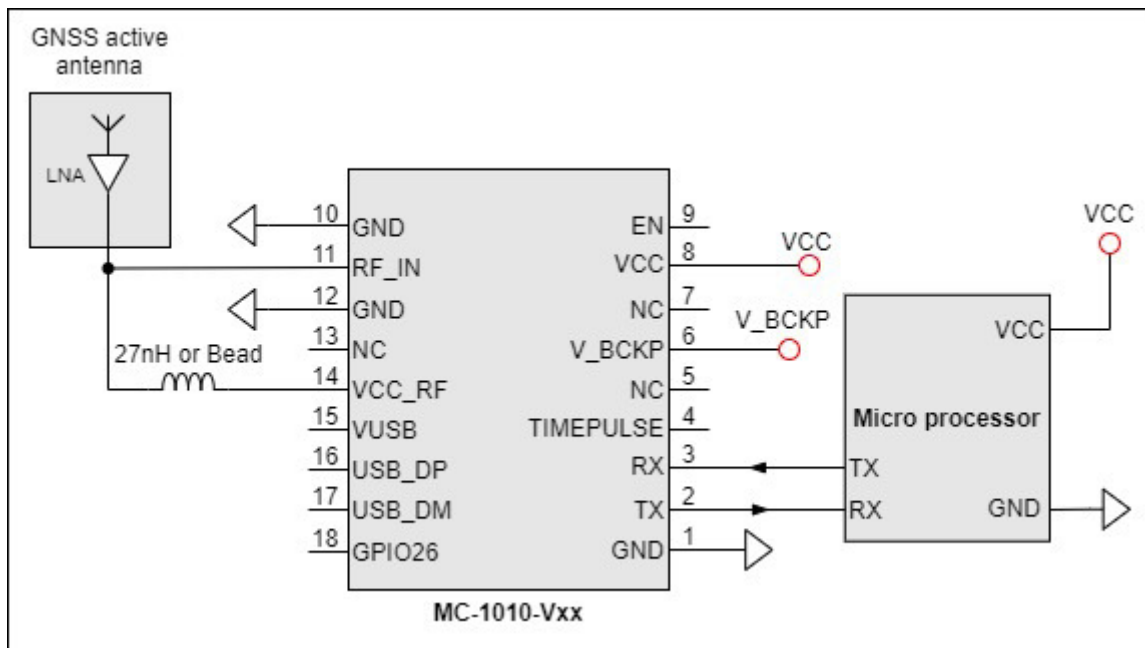 GNSS active
antenna
LNA
10
GND
11
RF_IN
12
GND
13
NC
27nH or Bead
14
VCC_RF
15
VUSB
16
USB_DP
17
USB_DM
18
GPIO26
EN
9
VCC
8
VCC
NC
7
V_BCKP
6
V_BCKP
NC
5
TIMEPULSE
4
RX
3
TX
2
GND
1
MC-1010-Vxx
VCC
VCC
Micro processor
TX
RX
GND